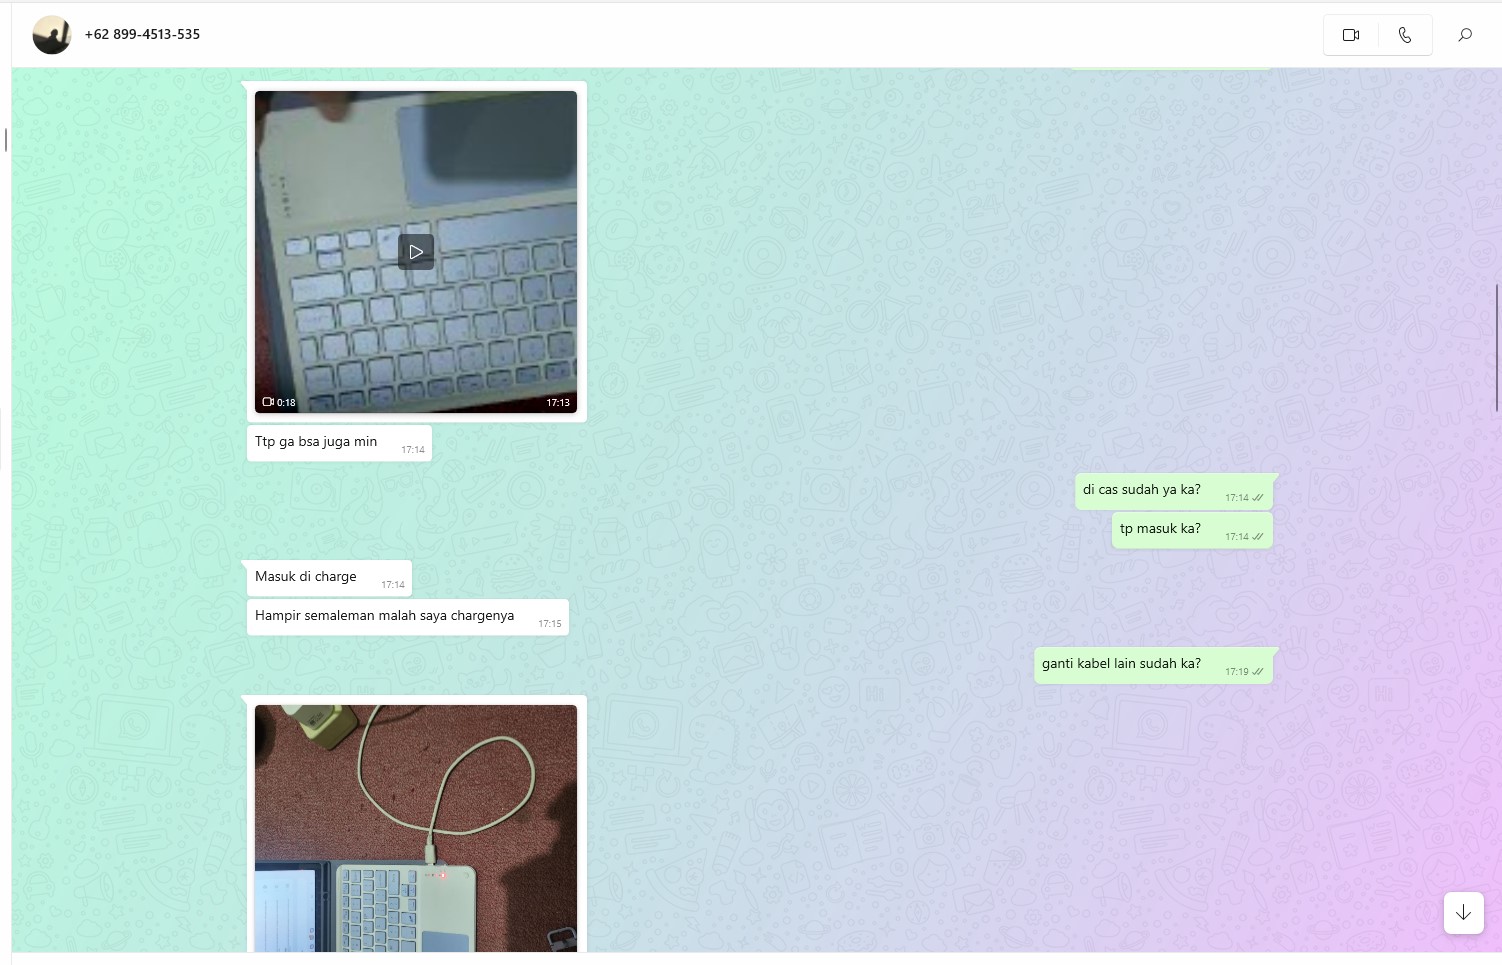 +62 899-4513-535
0:18
17:13
Ttp ga bsa juga min
17:14
di cas sudah ya ka?
17:14
tp masuk ka?
17:14
Masuk di charge
17:14
Hampir semaleman malah saya chargenya
17:15
ganti kabel lain sudah ka?
17:19